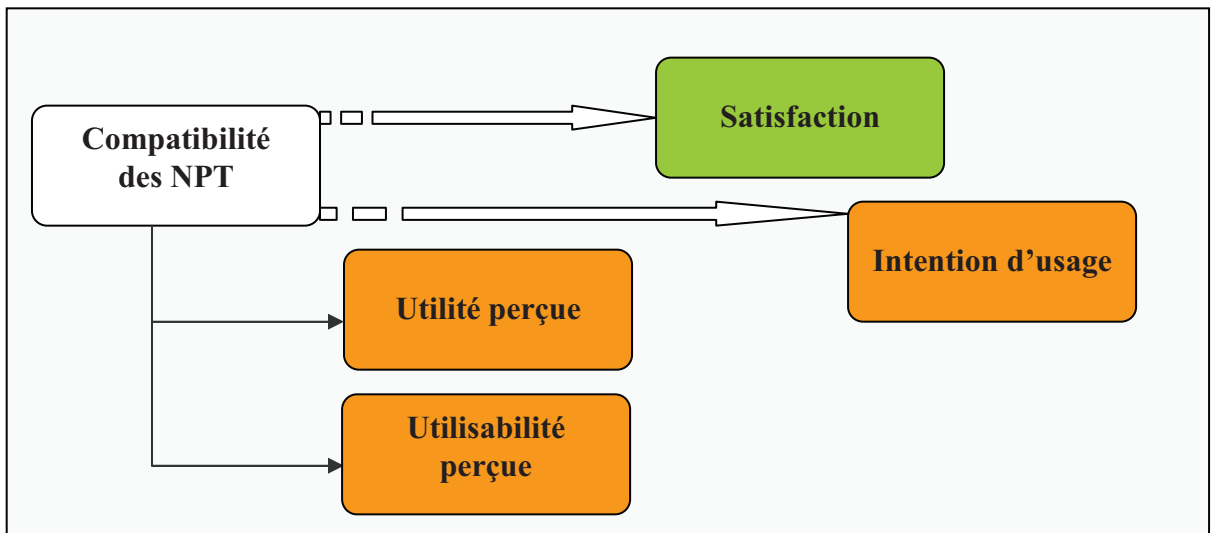 Compatibilité
des NPT
Satisfaction
Intention d’usage
Utilité perçue
Utilisabilité
perçue